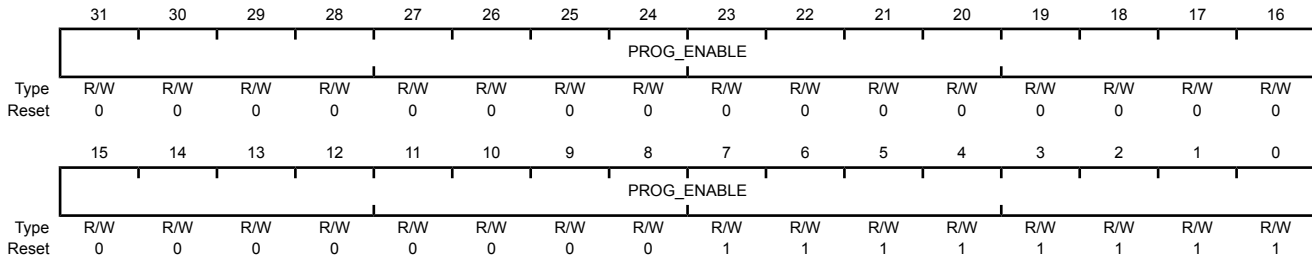 31 30 29 28 27 26 25 24 23 22 21 20 19 18 17 16
PROG_ENABLE
Type R/W R/W R/W R/W R/W R/W R/W R/W R/W R/W R/W R/W R/W R/W R/W R/W
Reset 0 0 0 0 0 0 0 0 0 0 0 0 0 0 0 0
15 14 13 12 11 10 9 8 7 6 5 4 3 2 1 0
PROG_ENABLE
Type R/W R/W R/W R/W R/W R/W R/W R/W R/W R/W R/W R/W R/W R/W R/W R/W
Reset 0 0 0 0 0 0 0 0 1 1 1 1 1 1 1 1